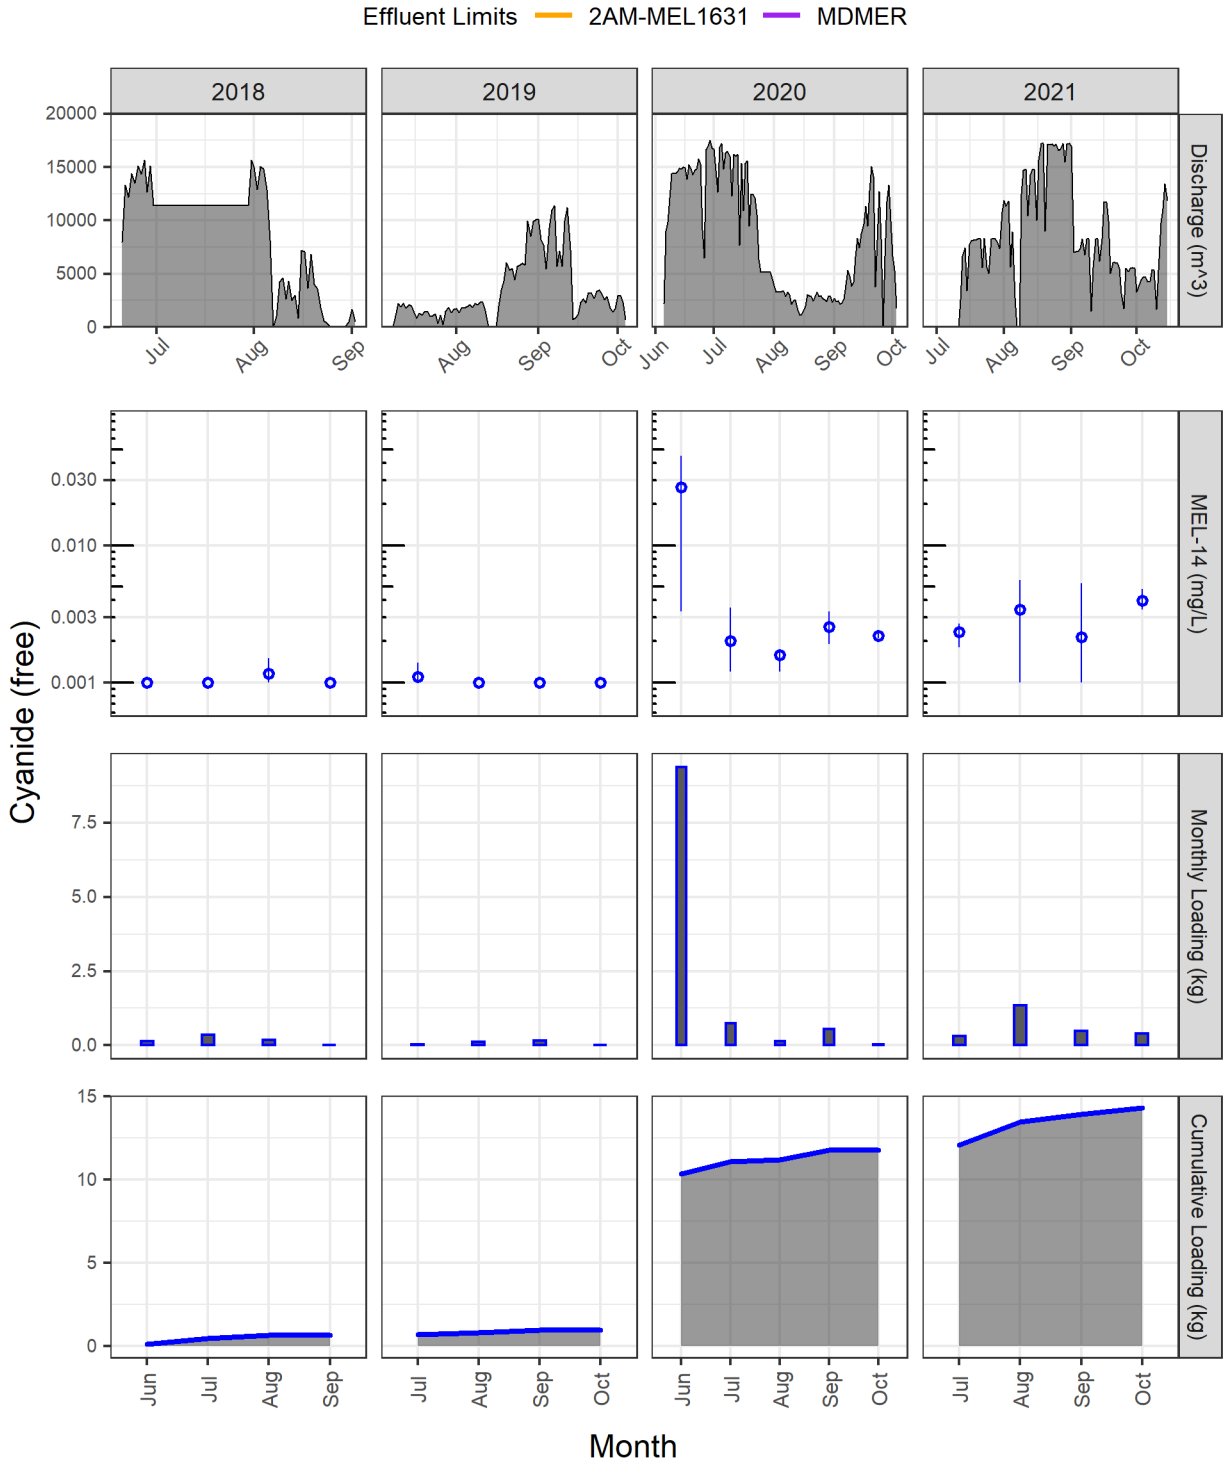 Effluent Limits 2AM-MEL1631 MDMER
2018 2019 2020 2021
20000
15000
10000
5000
0
Discharge (m^3)
Jul Aug Sep Aug Sep Oct Jun Jul Aug Sep Oct Jul Aug Sep Oct
0.030
0.010
0.003
0.001
MEL-14 (mg/L)
Cyanide (free)
7.5
5.0
2.5
0.0
Monthly Loading (kg)
15
10
5
0
Cumulative Loading (kg)
Jun Jul Aug Sep Jul Aug Sep Oct Jun Jul Aug Sep Oct Jul Aug Sep Oct
Month